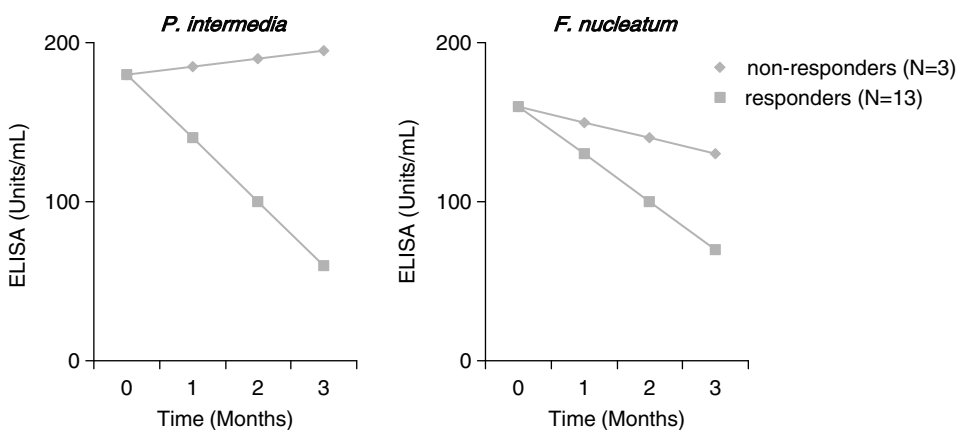 P. intermedia
200
100
0
ELISA (Units/mL)
0 1 2 3
Time (Months)
F. nucleatum
200
100
0
ELISA (Units/mL)
0 1 2 3
Time (Months)
non-responders (N=3)
responders (N=13)